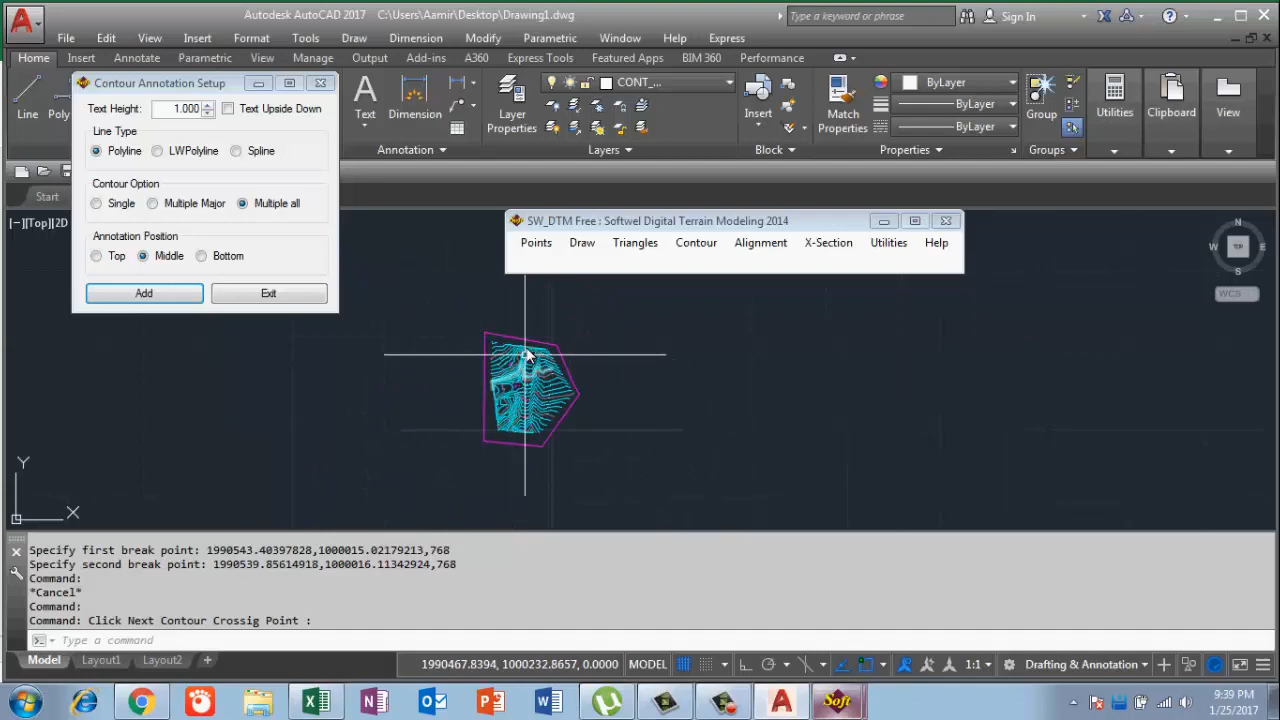 Autodesk AutoCAD 2017 C:\Users\Aamir\Desktop\Drawing1.dwg
Type a keyword or phrase
Sign In
File Edit View Insert Format Tools Draw Dimension Modify Parametric Window Help Express
Home Insert Annotate Parametric View Manage Output Add-ins A360 Express Tools Featured Apps BIM 360 Performance
Contour Annotation Setup
Text Height: 1.000 Text Upside Down
Line Type
Polyline LWPolyline Spline
Contour Option
Single Multiple Major Multiple all
Annotation Position
Top Middle Bottom
Add Exit
Line
Text Dimension
Annotation
Layer
Properties
CONT_...
Layers
Insert
Block
Match
Properties
ByLayer
ByLayer
ByLayer
Properties
Group
Groups
Utilities
Clipboard
View
Start
[−][Top][2D
SW_DTM Free : Softwel Digital Terrain Modeling 2014
Points Draw Triangles Contour Alignment X-Section Utilities Help
N
W TOP E
S
WCS
Y
X
Specify first break point: 1990543.40397828,1000015.02179213,768
Specify second break point: 1990539.85614918,1000016.11342924,768
Command:
*Cancel*
Command:
Command: Click Next Contour Crossig Point :
Type a command
Model Layout1 Layout2 +
1990467.8394, 1000232.8657, 0.0000 MODEL 1:1 Drafting & Annotation
Soft
9:39 PM
1/25/2017